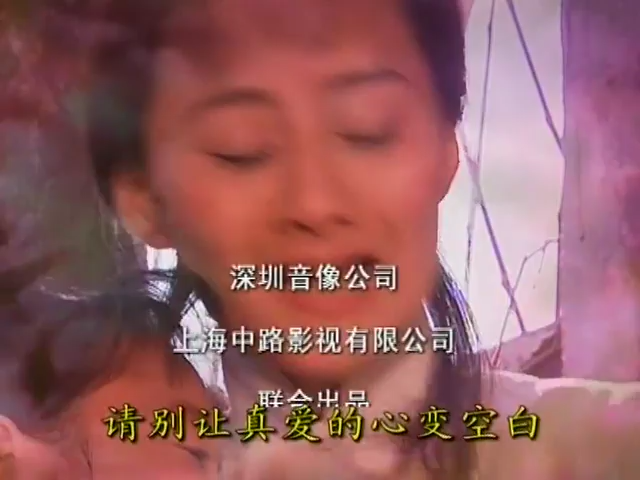 深圳音像公司
上海中路影视有限公司
联合出品
请别让真爱的心变空白